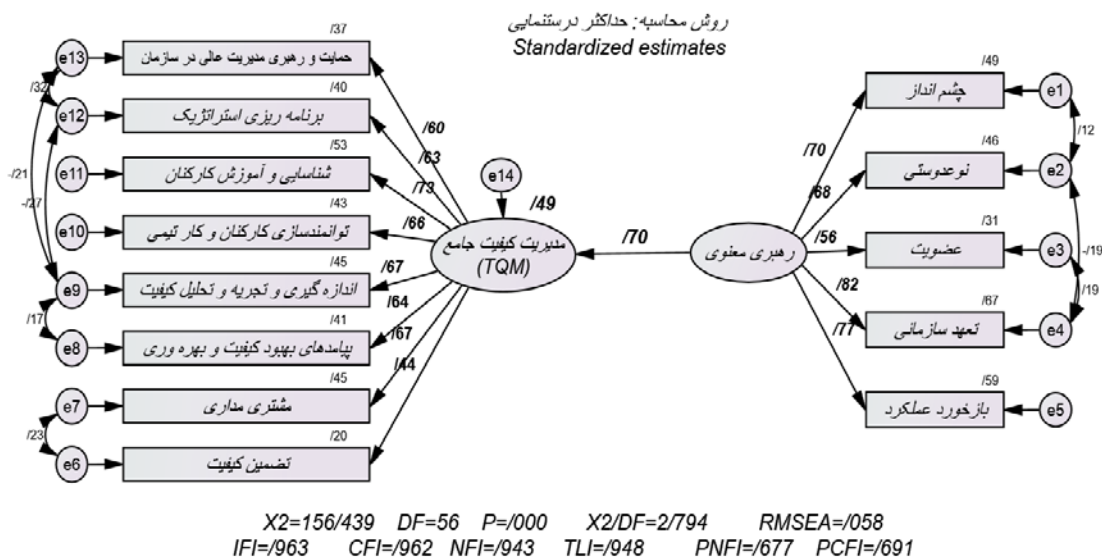 روش محاسبه: حداکثر درستنمایی
Standardized estimates
/37
e13
حمایت و رهبری مدیریت عالی در سازمان
/32
/40
e12
برنامه ریزی استراتژیک
/53
e11
شناسایی و آموزش کارکنان
-/21
-/27
/43
e10
توانمندسازی کارکنان و کار تیمی
/45
e9
اندازه گیری و تجزیه و تحلیل کیفیت
/17
/41
e8
پیامدهای بهبود کیفیت و بهره وری
/45
e7
مشتری مداری
/23
/20
e6
تضمین کیفیت
/60
/63
/73
/66
/67
/64
/67
/44
e14
/49
مدیریت کیفیت جامع
(TQM)
/70
رهبری معنوی
/70
/68
/56
/82
/77
/49
چشم انداز
e1
/12
/46
نوعدوستی
e2
-/19
/31
عضویت
e3
/19
/67
تعهد سازمانی
e4
/59
بازخورد عملکرد
e5
X2=156/439 DF=56 P=/000 X2/DF=2/794 RMSEA=/058
IFI=/963 CFI=/962 NFI=/943 TLI=/948 PNFI=/677 PCFI=/691